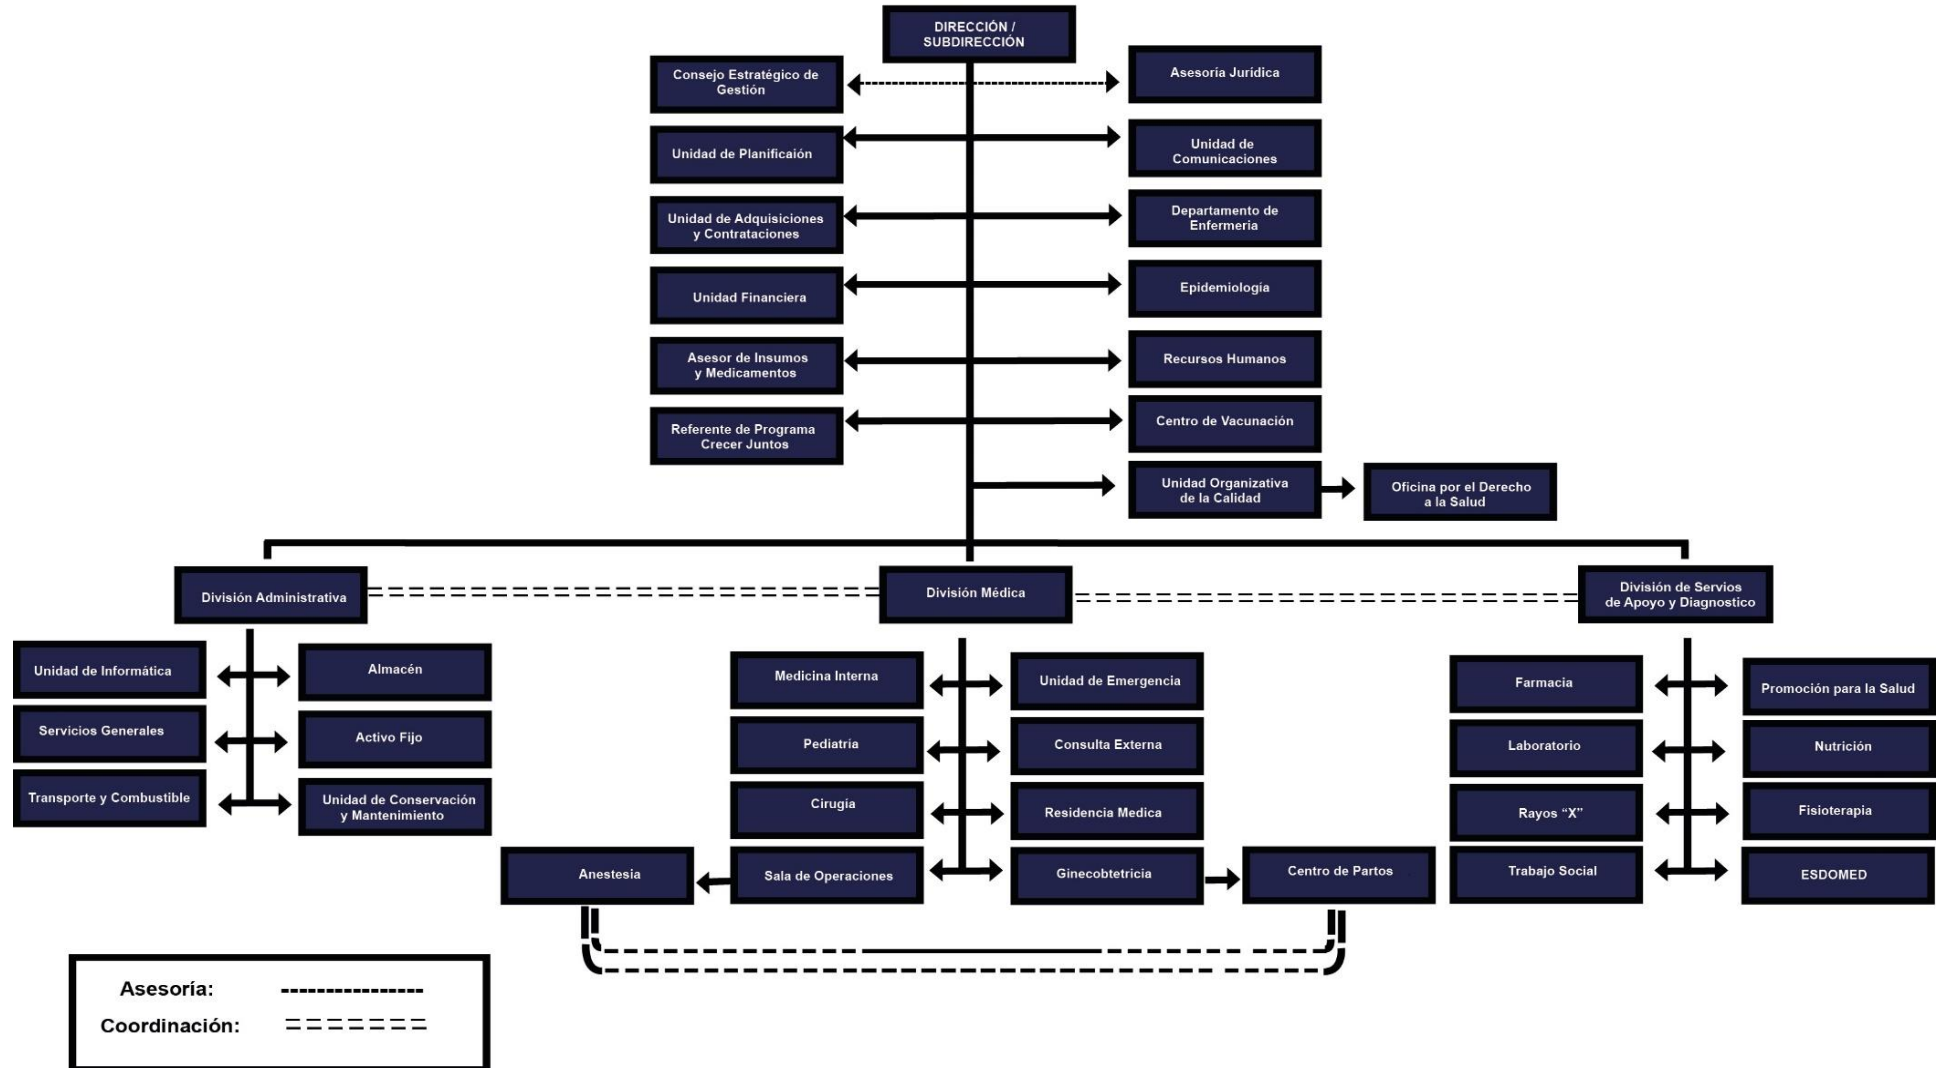 DIRECCIÓN /
SUBDIRECCIÓN
Consejo Estratégico de
Gestión
Asesoría Jurídica
Unidad de Planificaión
Unidad de
Comunicaciones
Unidad de Adquisiciones
y Contrataciones
Departamento de
Enfermeria
Unidad Financiera
Epidemiología
Asesor de Insumos
y Medicamentos
Recursos Humanos
Referente de Programa
Crecer Juntos
Centro de Vacunación
Unidad Organizativa
de la Calidad
Oficina por el Derecho
a la Salud
División Administrativa
División Médica
División de Servios
de Apoyo y Diagnostico
Unidad de Informática
Almacén
Servicios Generales
Activo Fijo
Transporte y Combustible
Unidad de Conservación
y Mantenimiento
Medicina Interna
Unidad de Emergencia
Pediatría
Consulta Externa
Cirugía
Residencia Medica
Anestesia
Sala de Operaciones
Ginecobtetricia
Centro de Partos
Farmacia
Promoción para la Salud
Laboratorio
Nutrición
Rayos “X”
Fisioterapia
Trabajo Social
ESDOMED
Asesoría:
Coordinación: